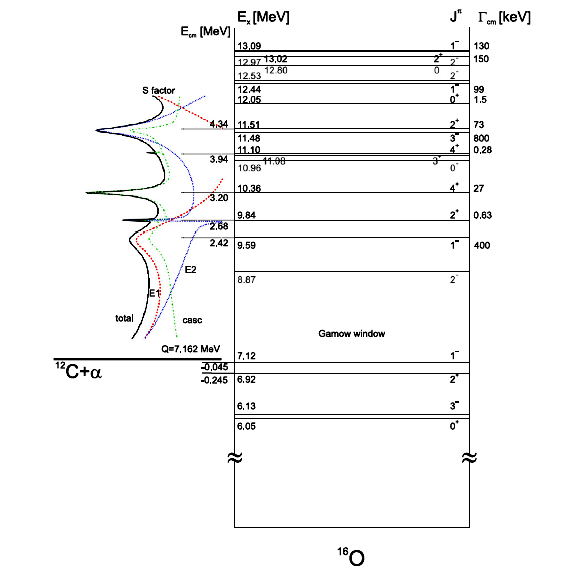 E_x [MeV] J^π Γ_cm [keV]
E_cm [MeV]
13,09 1⁻ 130
13,02 2⁺ 150
12.97 2⁻
12.80 0
12.53 2⁻
12.44 1⁻ 99
12.05 0⁺ 1.5
S factor
4,34 11.51 2⁺ 73
11.48 3⁻ 800
11.10 4⁺ 0,28
3.94 11.08 3⁺
10.96 0⁻
10.36 4⁺ 27
3.20
9.84 2⁺ 0.63
2.68
2.42 9.59 1⁻ 400
E2
8.87 2⁻
E1
total casc
Gamow window
Q=7,162 MeV
7.12 1⁻
¹²C+α -0,045
-0.245 6.92 2⁺
6.13 3⁻
6.05 0⁺
≈ ≈
¹⁶O